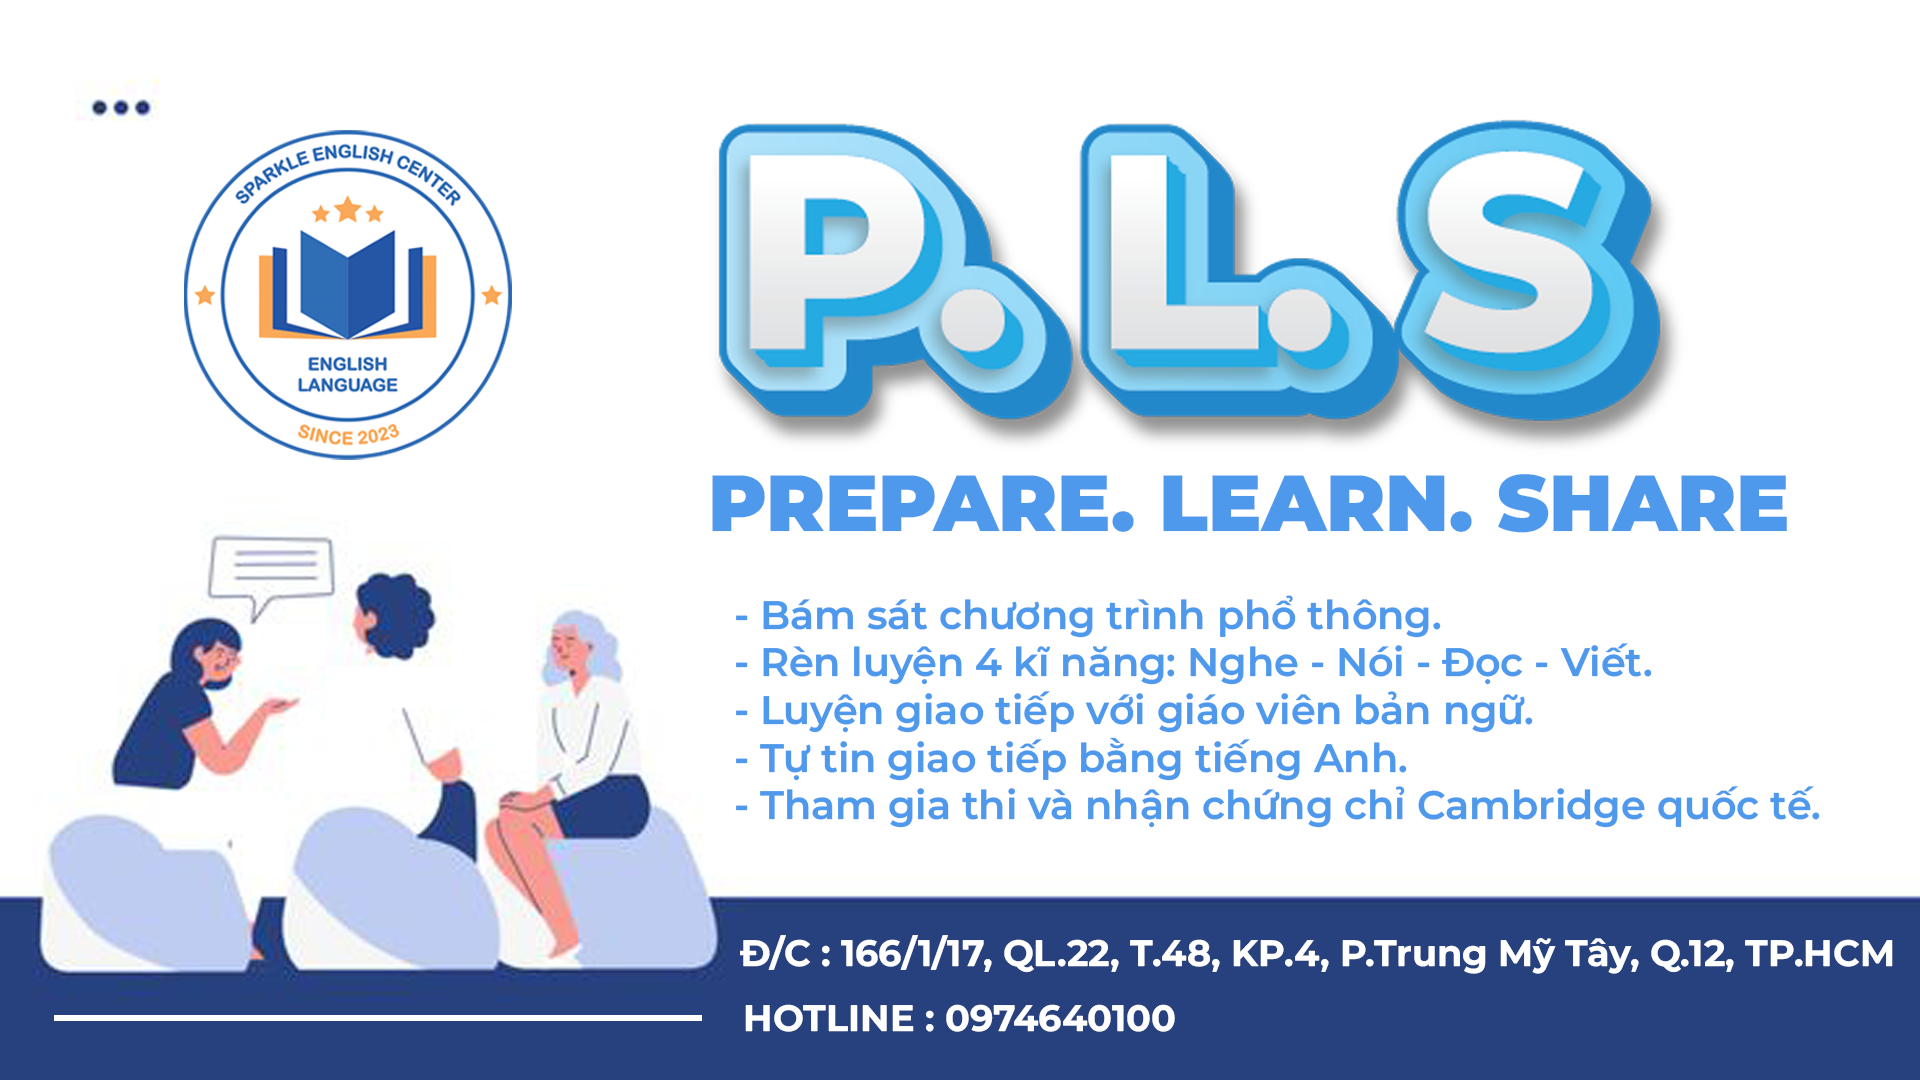 SPARKLE ENGLISH CENTER
ENGLISH
LANGUAGE
SINCE 2023
P.L.S
PREPARE. LEARN. SHARE
- Bám sát chương trình phổ thông.
- Rèn luyện 4 kĩ năng: Nghe - Nói - Đọc - Viết.
- Luyện giao tiếp với giáo viên bản ngữ.
- Tự tin giao tiếp bằng tiếng Anh.
- Tham gia thi và nhận chứng chỉ Cambridge quốc tế.
Đ/C : 166/1/17, QL.22, T.48, KP.4, P.Trung Mỹ Tây, Q.12, TP.HCM
HOTLINE : 0974640100